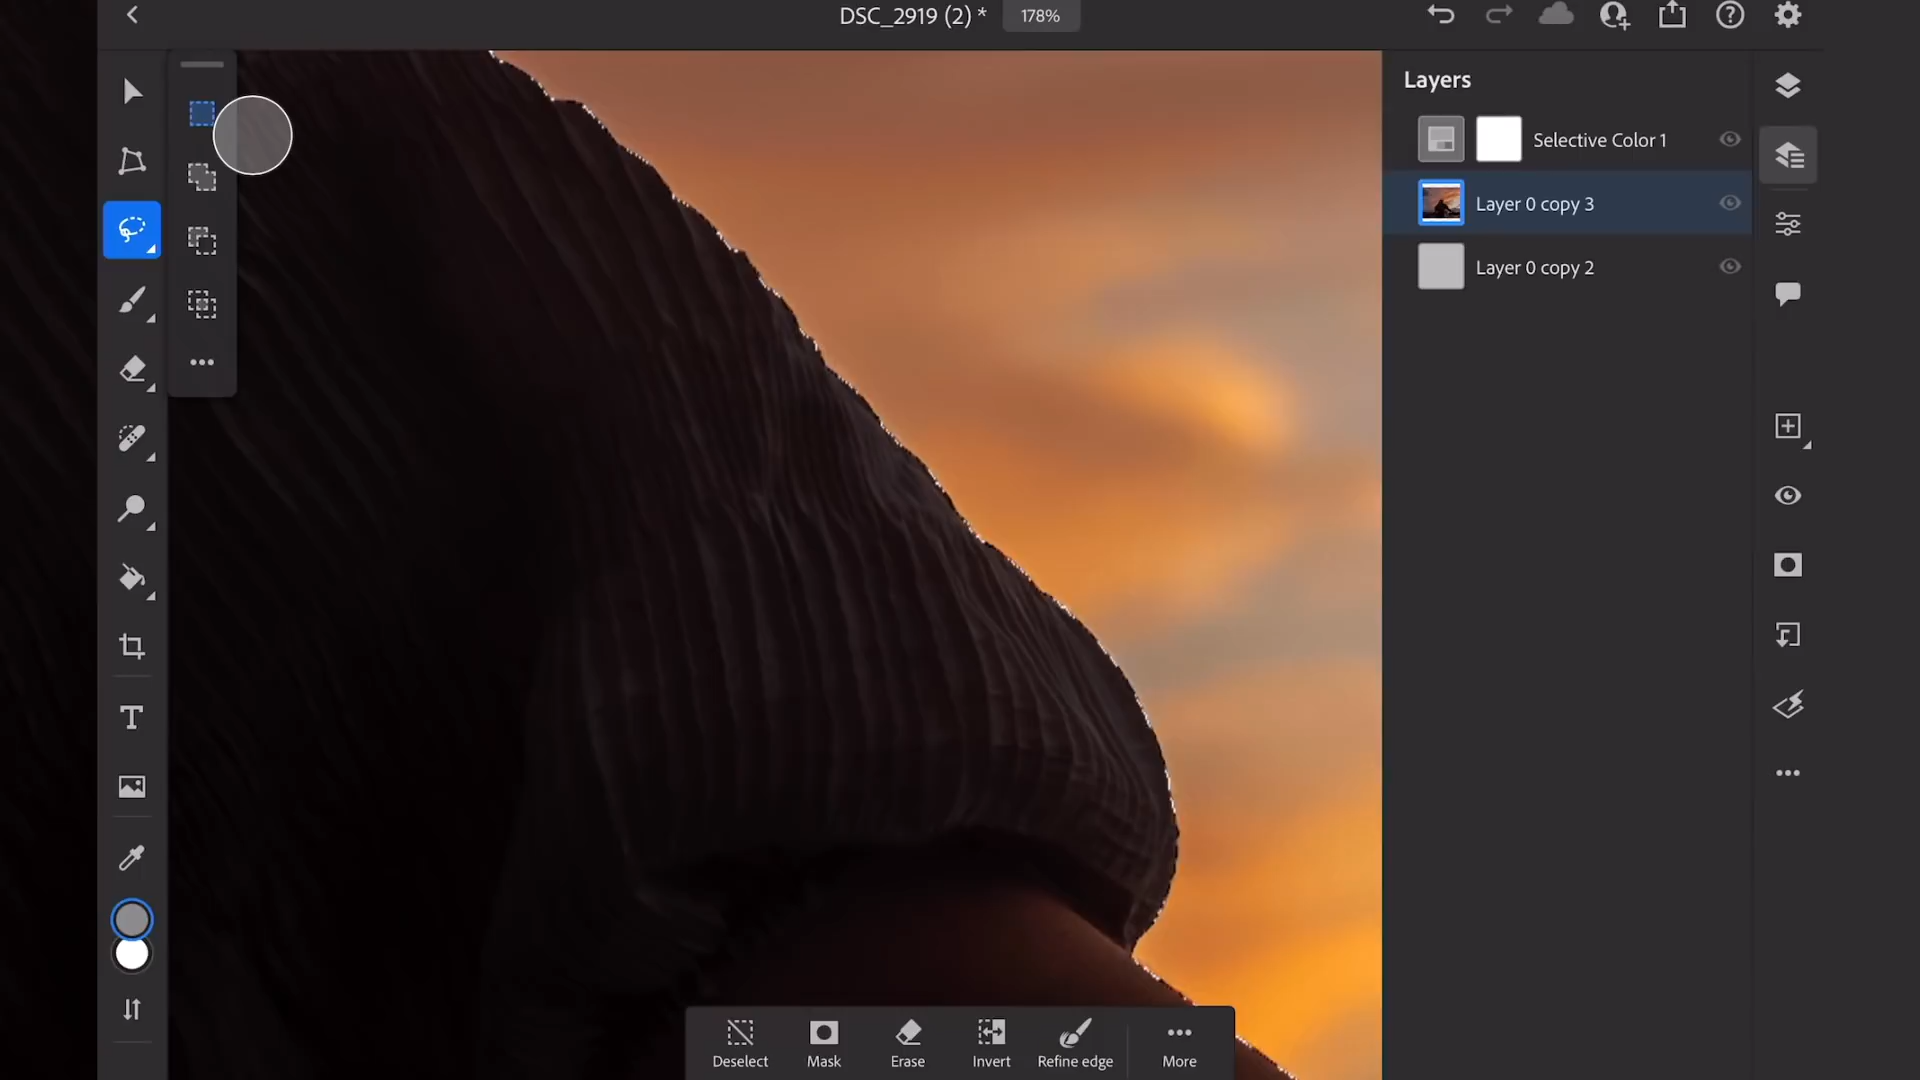 DSC_2919 (2) *
178%
Layers
Selective Color 1
Layer 0 copy 3
Layer 0 copy 2
T
Deselect
Mask
Erase
Invert
Refine edge
More